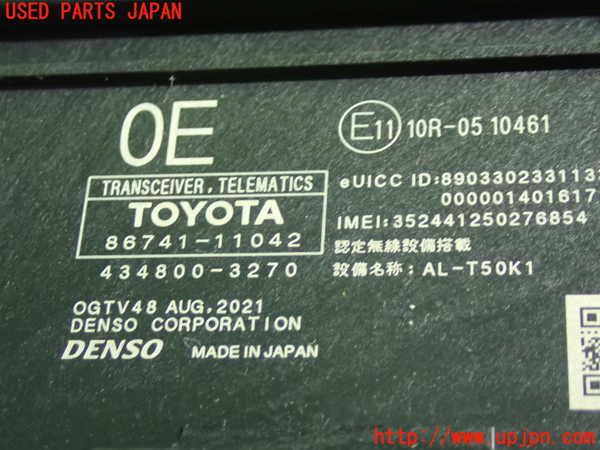 USED PARTS JAPAN
0E
E11 10R-05 10461
TRANSCEIVER, TELEMATICS
TOYOTA
86741-11042
434800-3270
eUICC ID:8903302331133
000001401617
IMEI:352441250276854
認定無線設備搭載
設備名称: AL-T50K1
OGTV48 AUG,2021
DENSO CORPORATION
DENSO MADE IN JAPAN
http://www.upjpn.com/